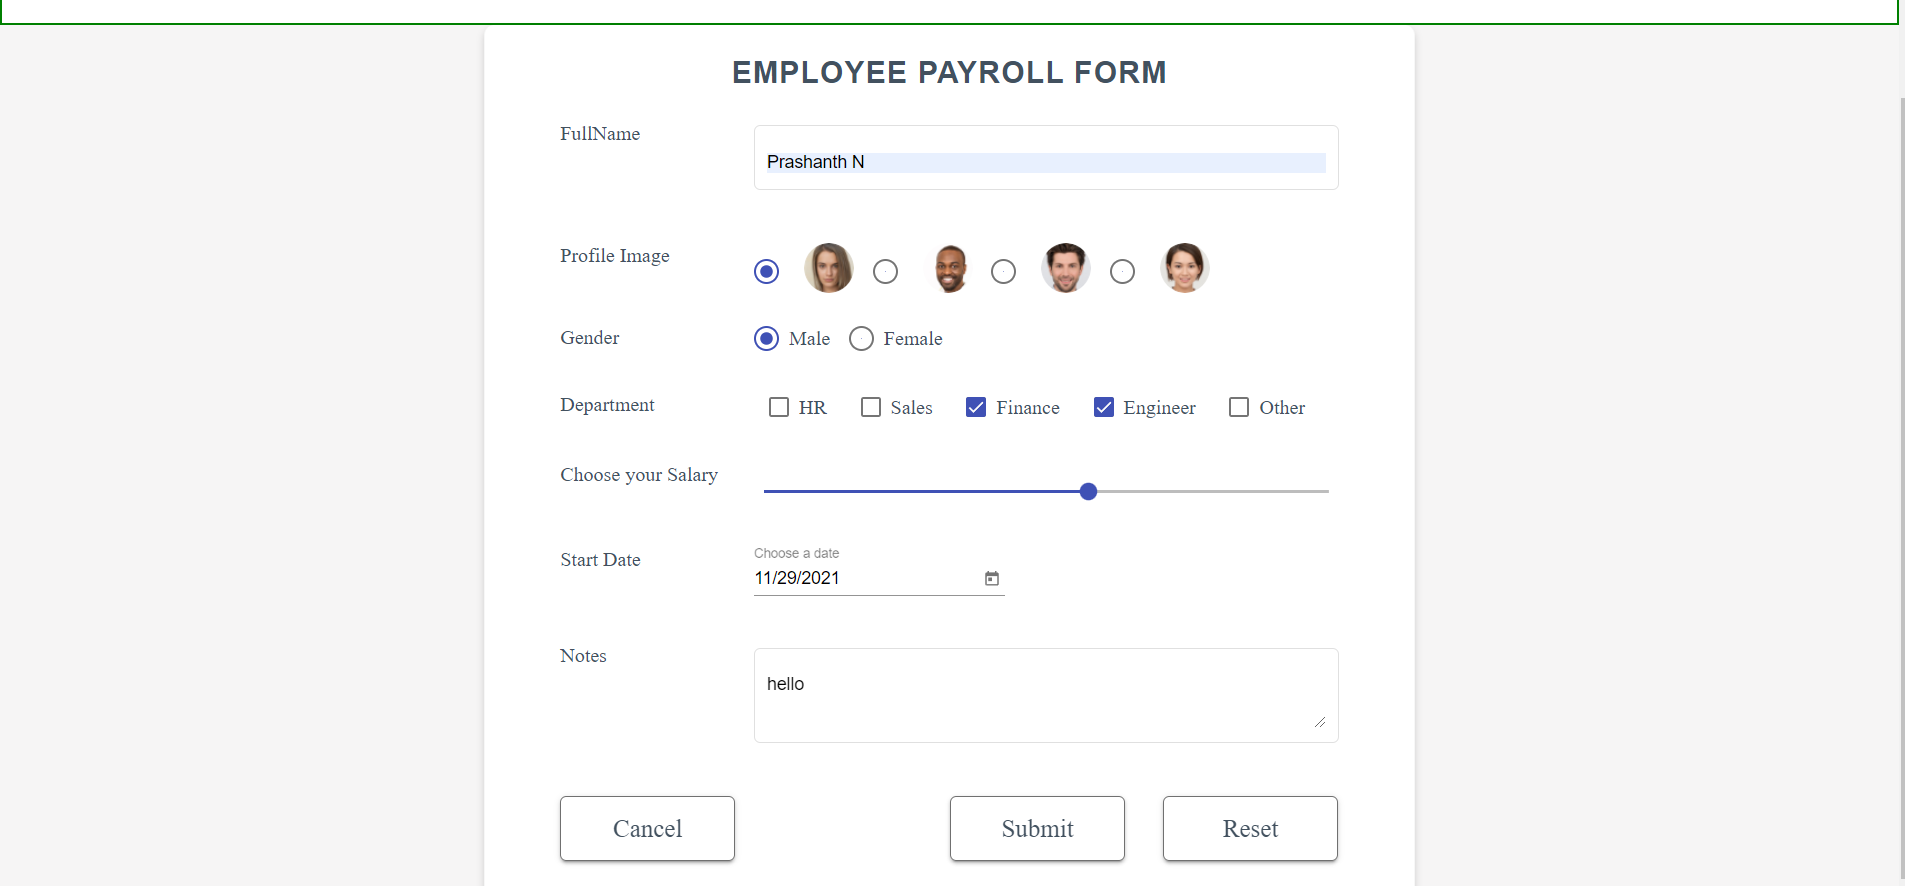 EMPLOYEE PAYROLL FORM
FullName
Prashanth N
Profile Image
Gender Male Female
Department HR Sales Finance Engineer Other
Choose your Salary
Choose a date
Start Date 11/29/2021
Notes
hello
Cancel Submit Reset